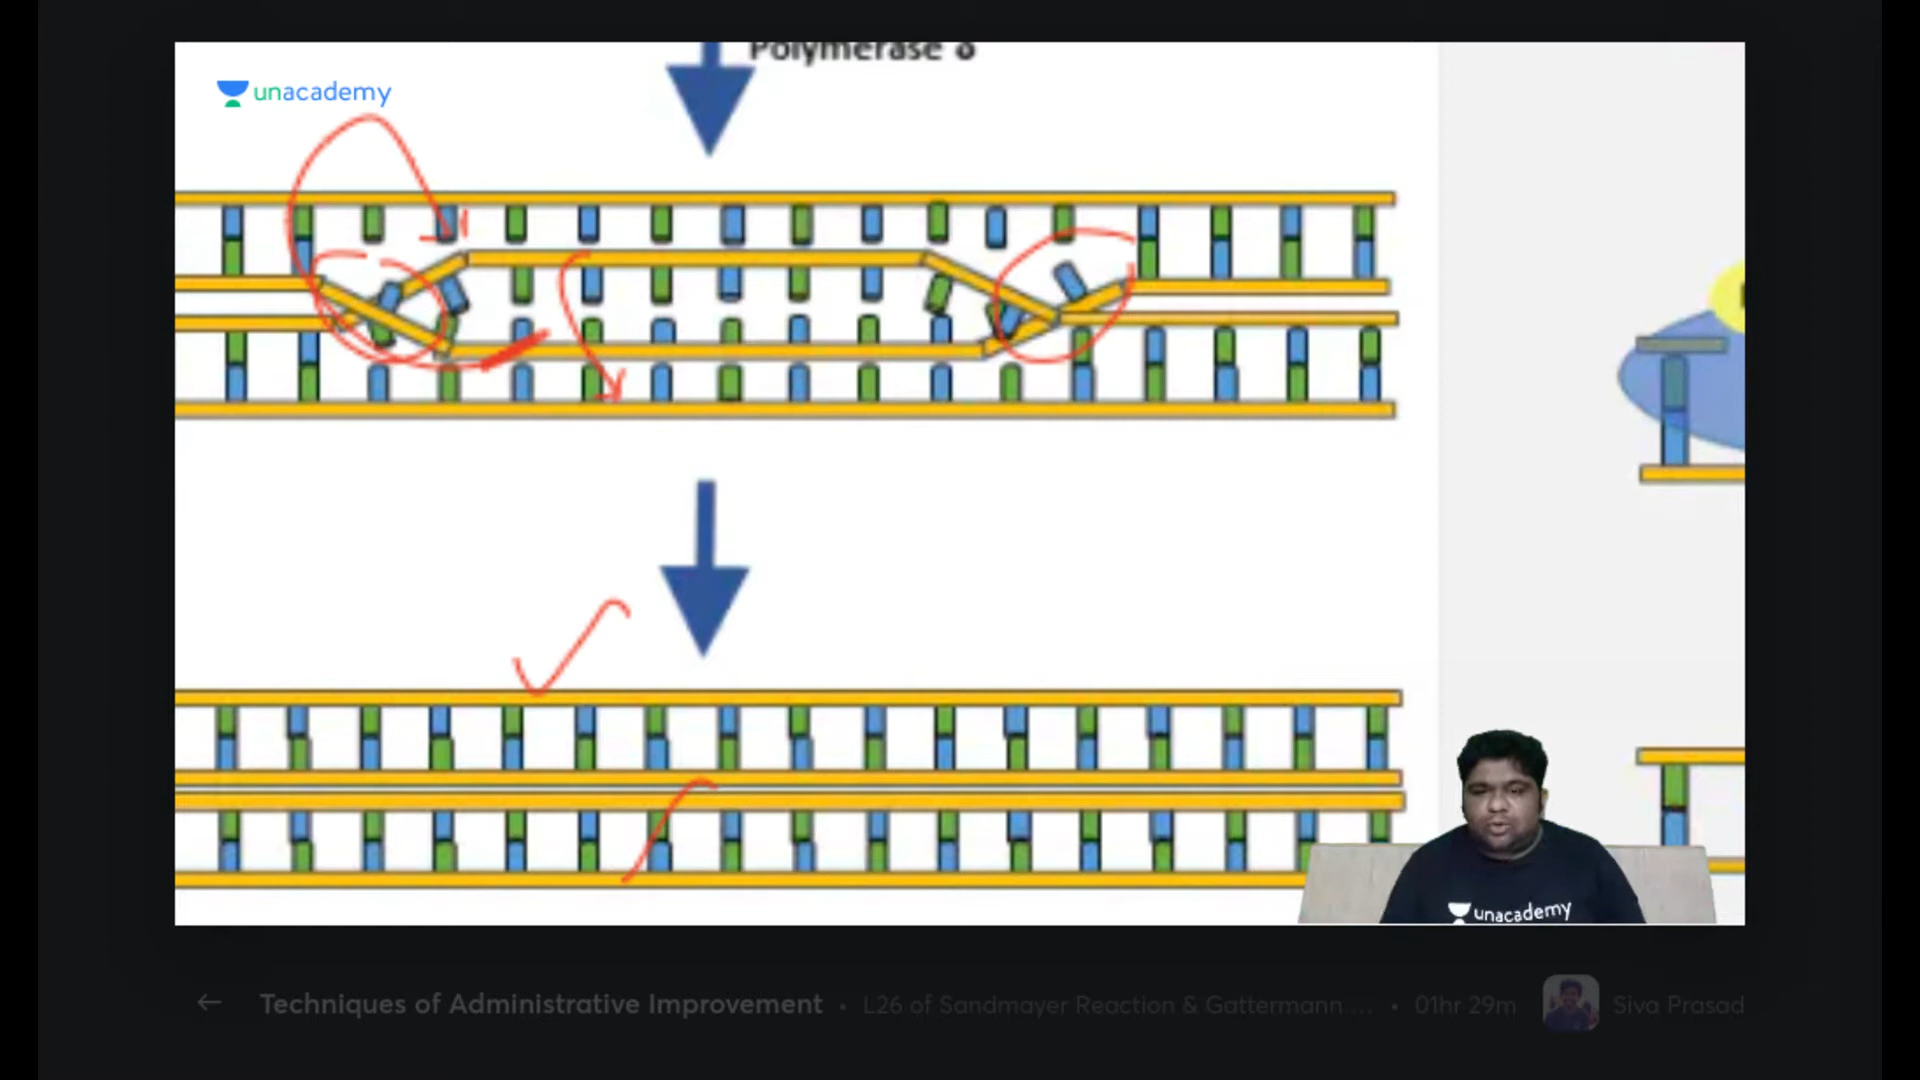 Polymerase δ
unacademy
unacademy
Techniques of Administrative Improvement • L26 of Sandmayer Reaction & Gattermann ... • 01hr 29m Siva Prasad